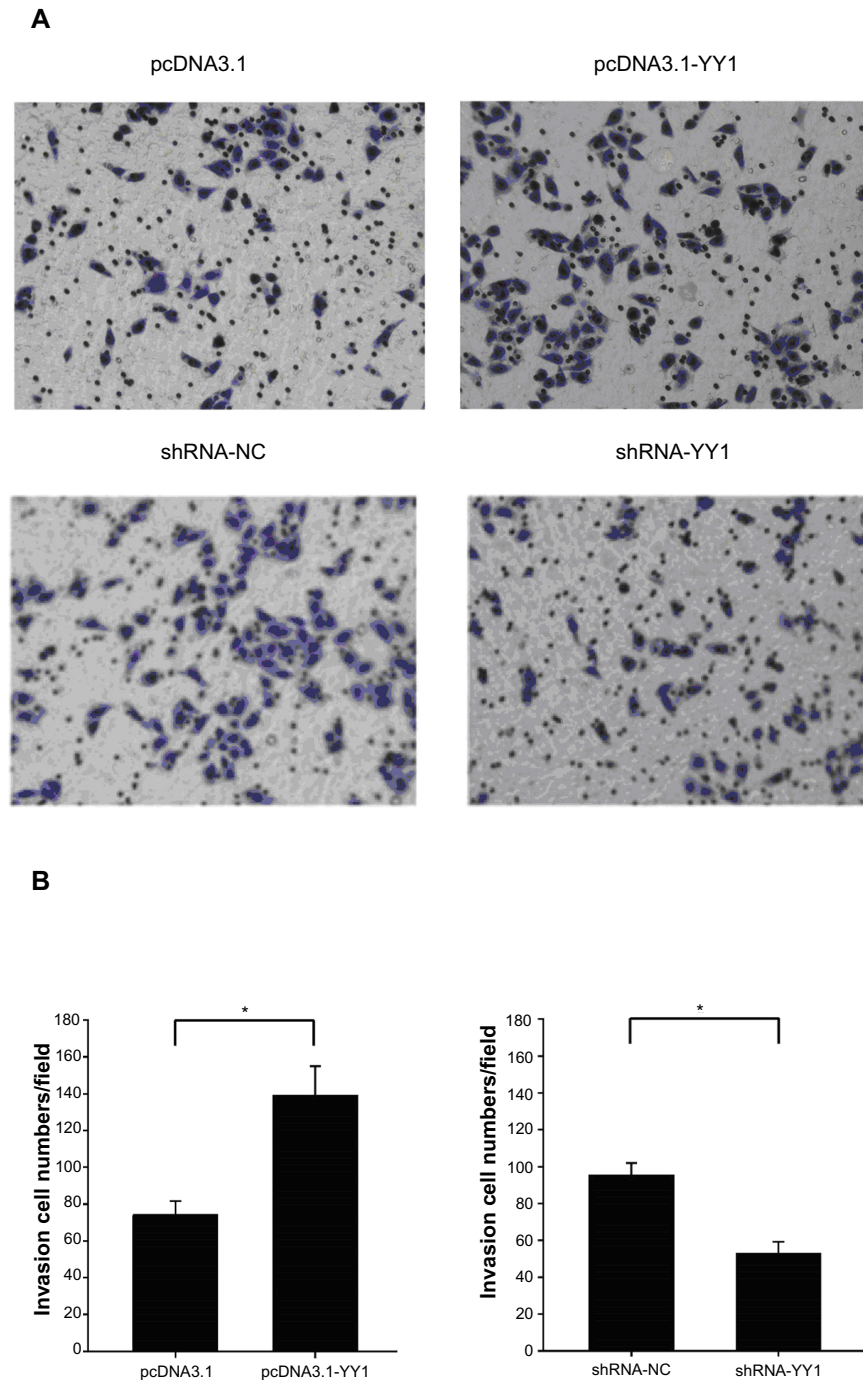 A
pcDNA3.1
pcDNA3.1-YY1
shRNA-NC
shRNA-YY1
B
Invasion cell numbers/field
180
160
140
120
100
80
60
40
20
0
*
pcDNA3.1
pcDNA3.1-YY1
Invasion cell numbers/field
180
160
140
120
100
80
60
40
20
0
*
shRNA-NC
shRNA-YY1